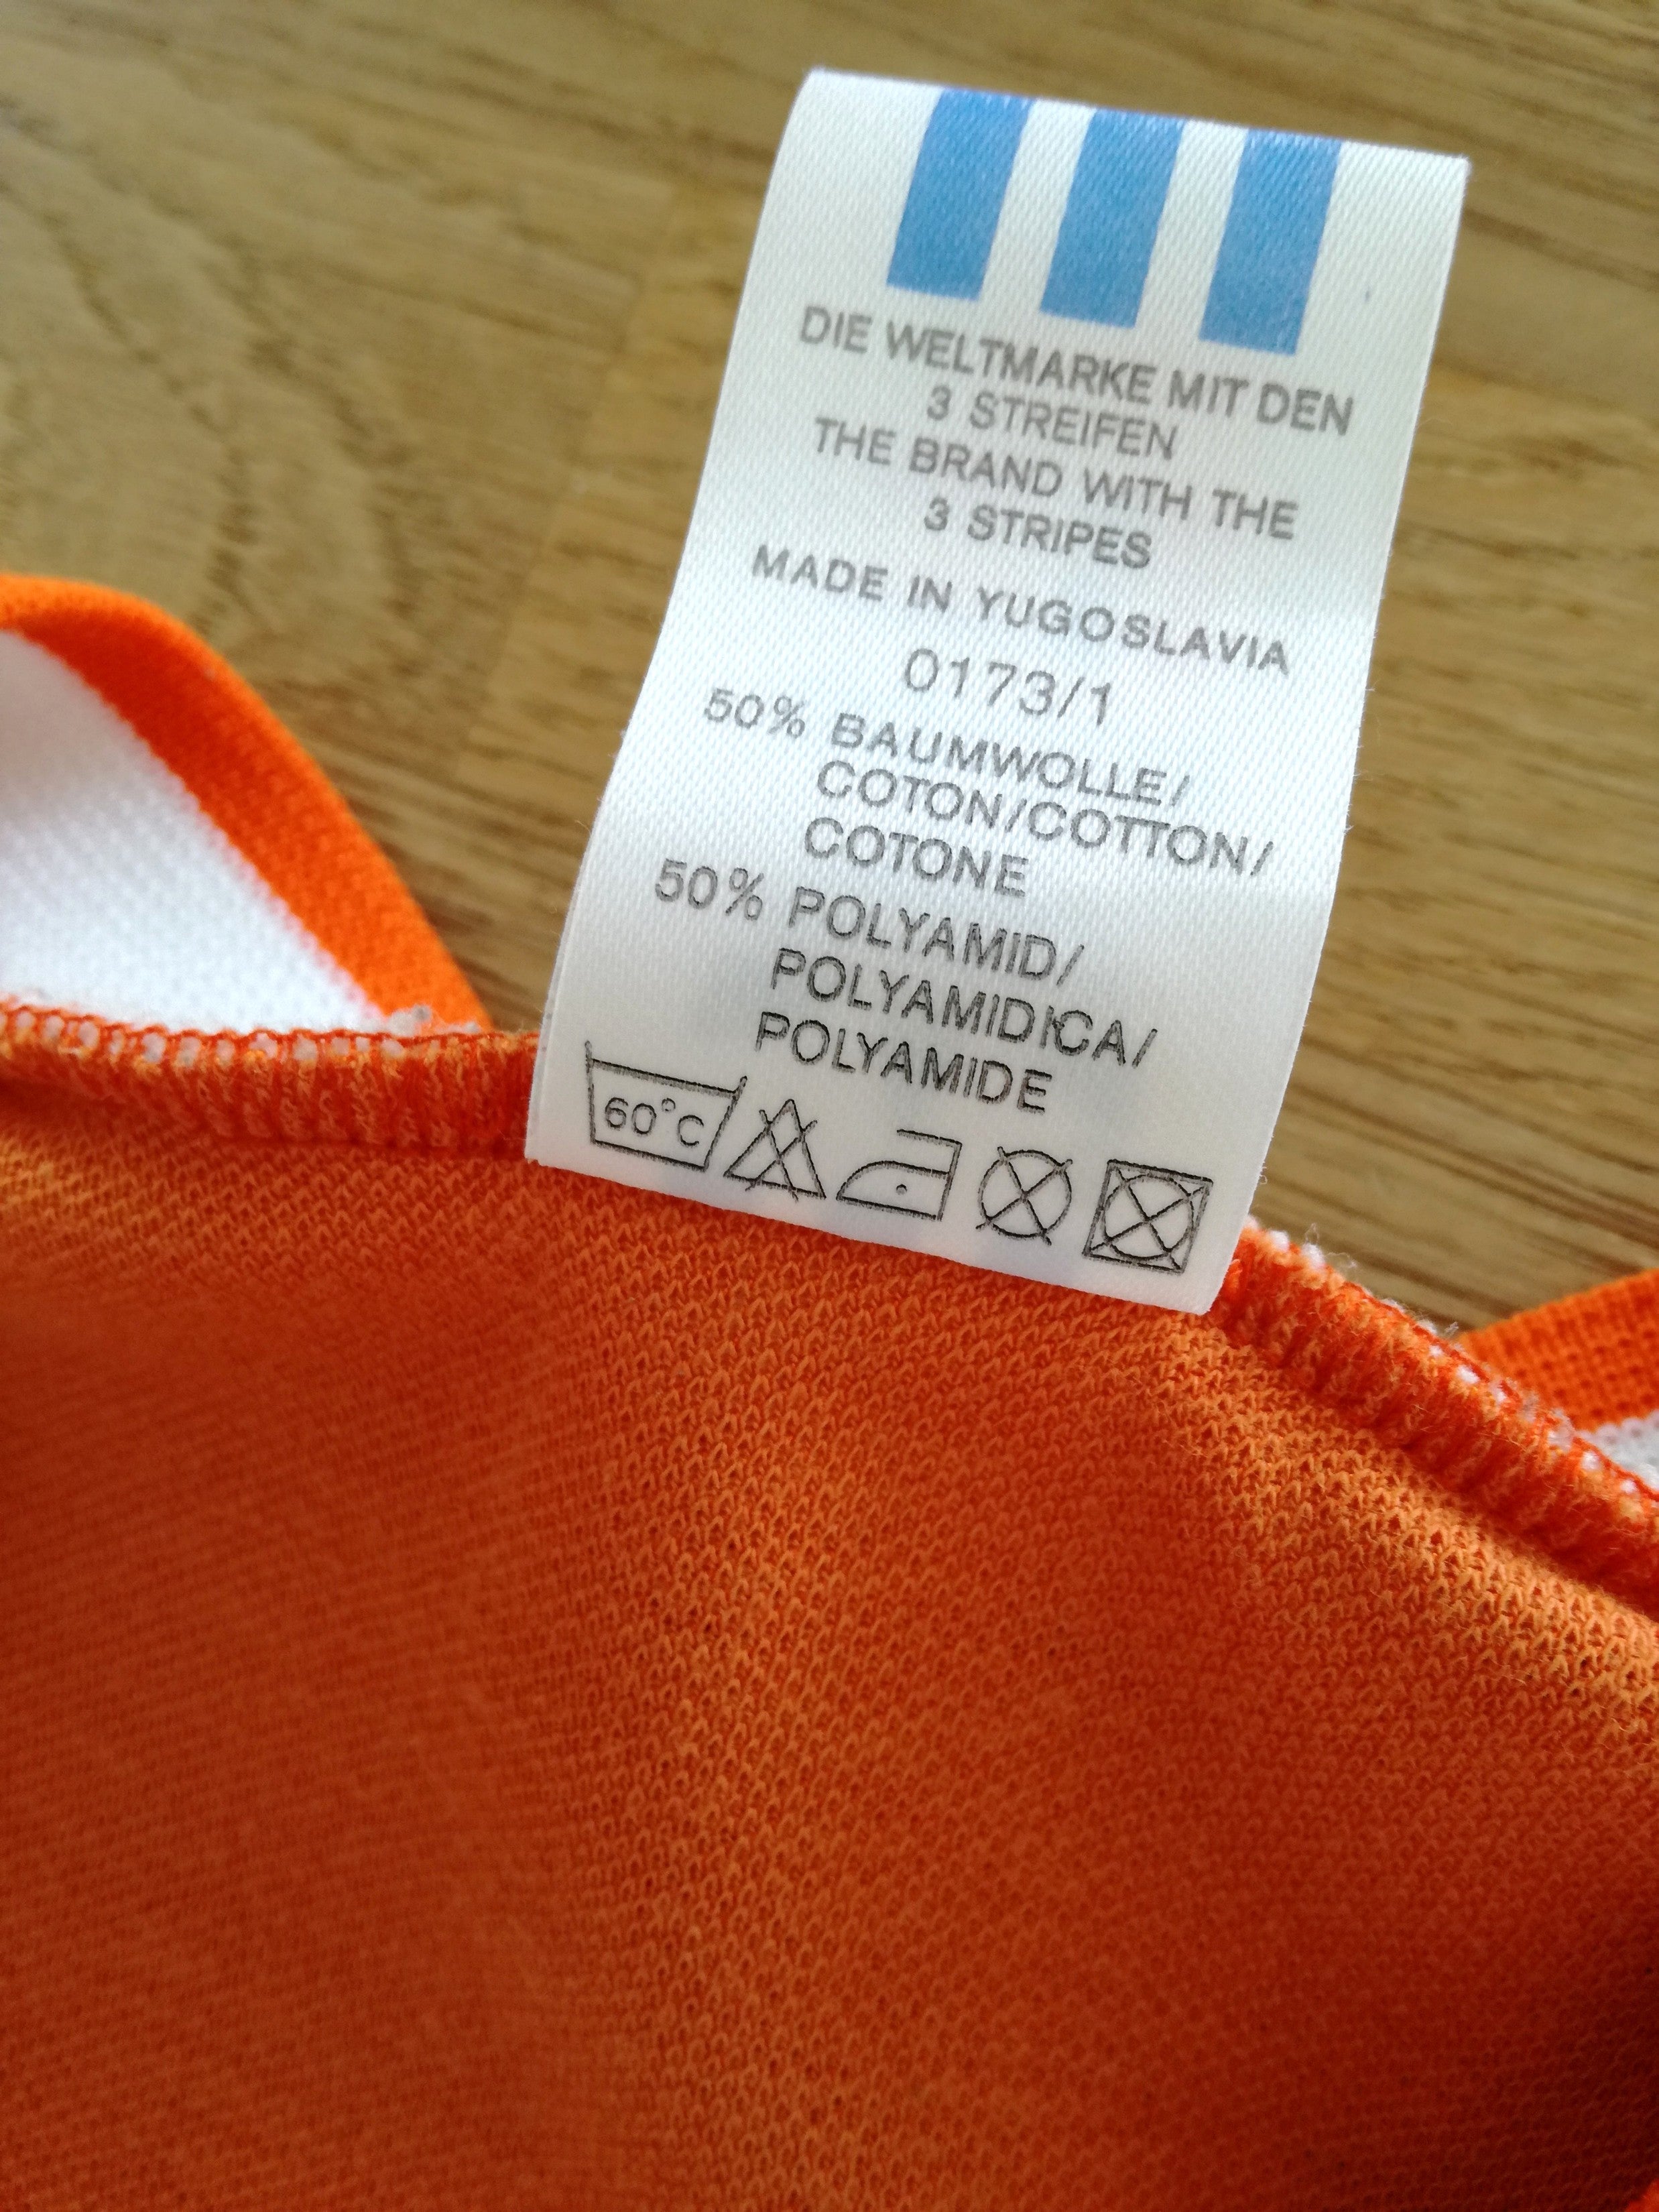 DIE WELTMARKE MIT DEN
3 STREIFEN
THE BRAND WITH THE
3 STRIPES
MADE IN YUGOSLAVIA
0173/1
50% BAUMWOLLE/
COTON/COTTON/
COTONE
50% POLYAMID/
POLYAMIDICA/
POLYAMIDE
60°C